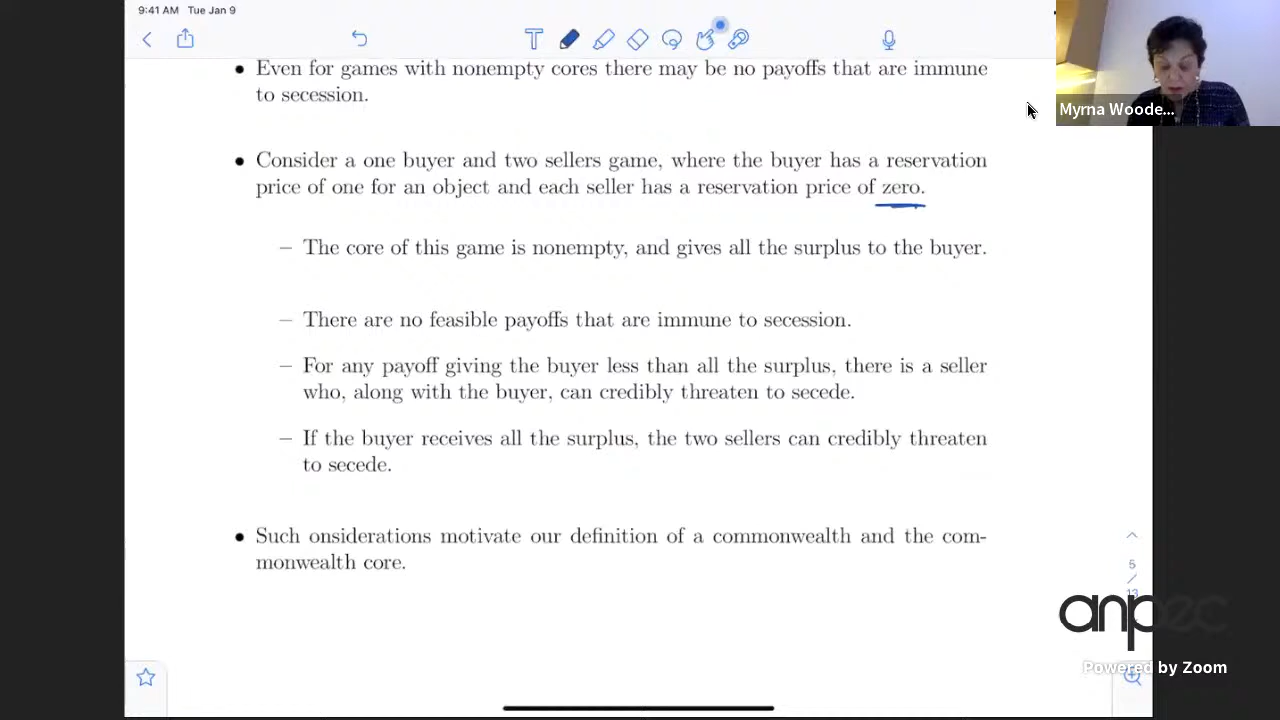 9:41 AM Tue Jan 9
Even for games with nonempty cores there may be no payoffs that are immune
to secession.
Myrna Woode...
Consider a one buyer and two sellers game, where the buyer has a reservation
price of one for an object and each seller has a reservation price of zero.
– The core of this game is nonempty, and gives all the surplus to the buyer.
– There are no feasible payoffs that are immune to secession.
– For any payoff giving the buyer less than all the surplus, there is a seller
who, along with the buyer, can credibly threaten to secede.
– If the buyer receives all the surplus, the two sellers can credibly threaten
to secede.
Such onsiderations motivate our definition of a commonwealth and the com-
monwealth core.
5
/
13
anpec
Powered by Zoom